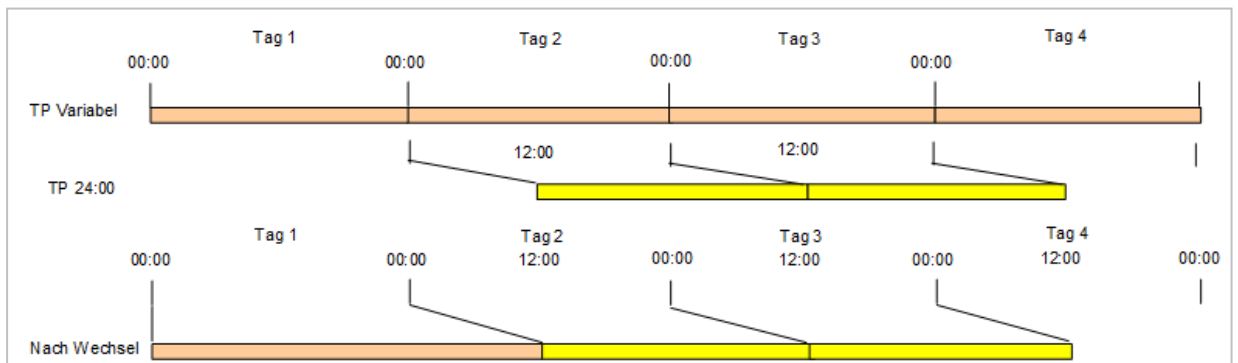 Tag 1 Tag 2 Tag 3 Tag 4
00:00 00:00 00:00 00:00
TP Variabel
12:00 12:00
TP 24:00
Tag 1 Tag 2 Tag 3 Tag 4
00:00 00:00 12:00 00:00 12:00 00:00 12:00 00:00
Nach Wechsel